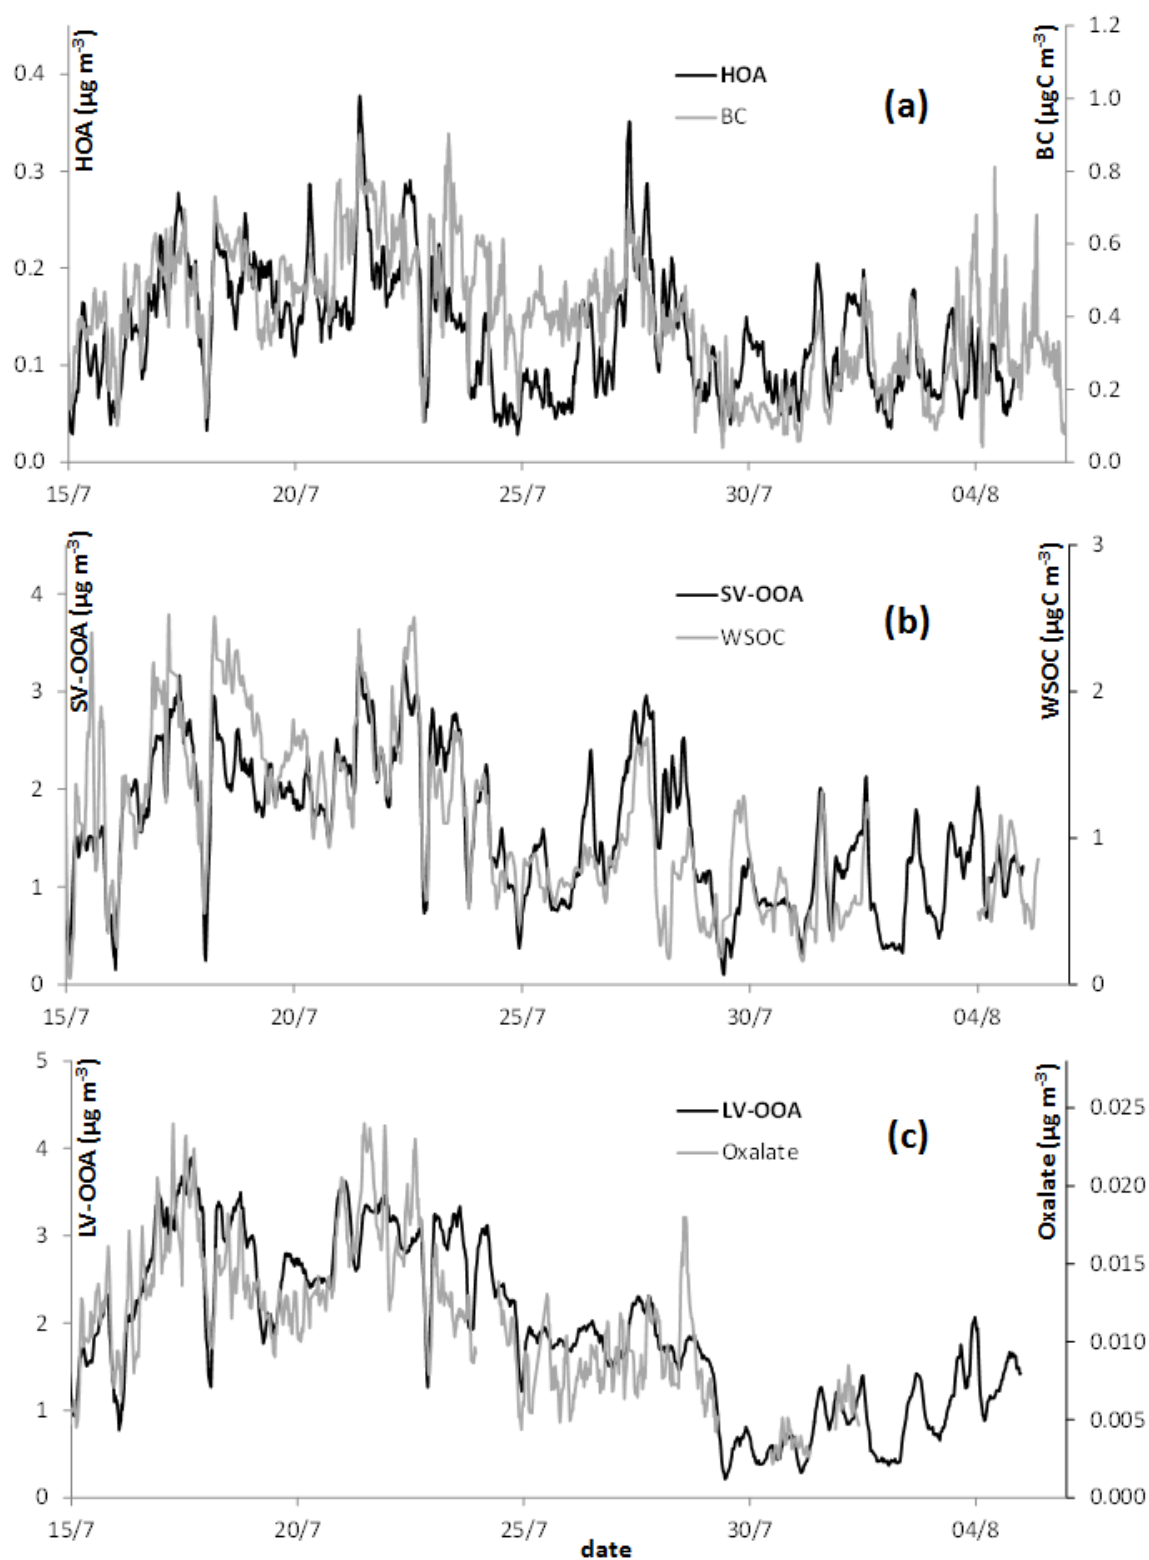 HOA (µg m-3)
BC (µgC m-3)
0.4
0.3
0.2
0.1
0.0
1.2
1.0
0.8
0.6
0.4
0.2
0.0
HOA
BC
(a)
15/7 20/7 25/7 30/7 04/8
SV-OOA (µg m-3)
WSOC (µgC m-3)
4
3
2
1
0
3
2
1
0
SV-OOA
WSOC
(b)
15/7 20/7 25/7 30/7 04/8
LV-OOA (µg m-3)
Oxalate (µg m-3)
5
4
3
2
1
0
0.025
0.020
0.015
0.010
0.005
0.000
LV-OOA
Oxalate
(c)
15/7 20/7 25/7 30/7 04/8
date